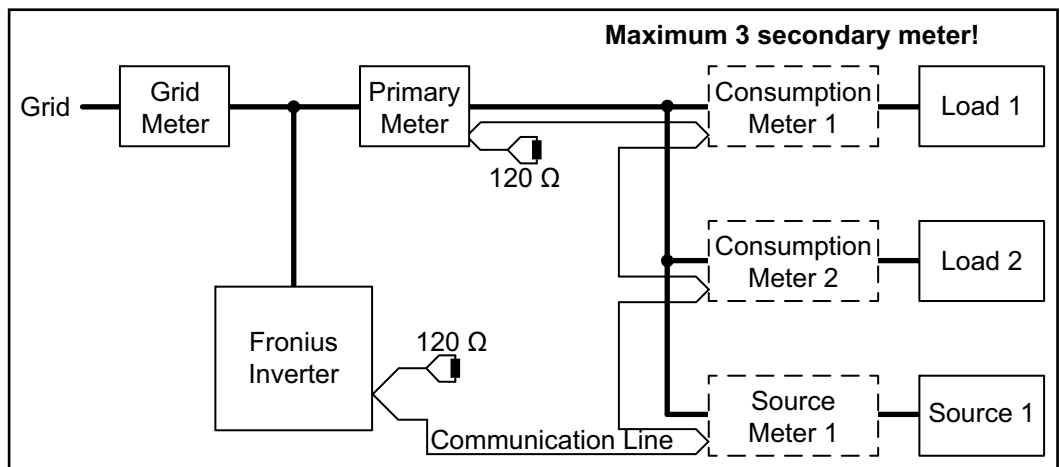 Maximum 3 secondary meter!
Grid
Grid
Meter
Primary
Meter
Consumption
Meter 1
Load 1
120 Ω
Consumption
Meter 2
Load 2
Fronius
Inverter
120 Ω
Communication Line
Source
Meter 1
Source 1